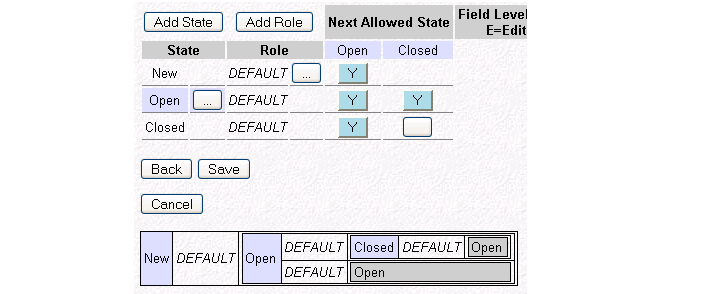 Add State Add Role Next Allowed State Field Level
E=Edit
State Role Open Closed
New DEFAULT ... Y
Open ... DEFAULT Y Y
Closed DEFAULT Y
Back Save
Cancel
New DEFAULT Open DEFAULT Closed DEFAULT Open
DEFAULT Open